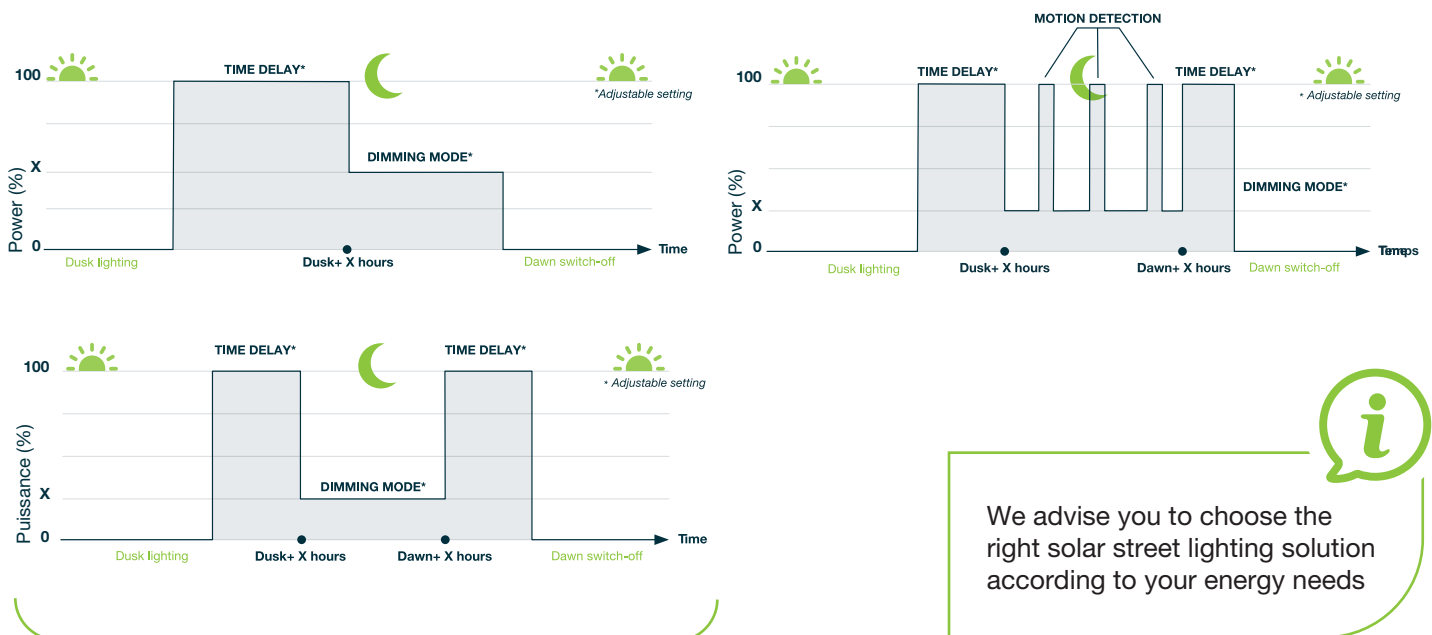 TIME DELAY*
100
*Adjustable setting
DIMMING MODE*
X
Power (%)
0
Time
Dusk lighting
Dusk+ X hours
Dawn switch-off
MOTION DETECTION
100
TIME DELAY*
TIME DELAY*
* Adjustable setting
Power (%)
DIMMING MODE*
X
0
Dusk lighting
Dusk+ X hours
Dawn+ X hours
Dawn switch-off
TIME DELAY*
TIME DELAY*
100
* Adjustable setting
Puissance (%)
DIMMING MODE*
X
0
Time
Dusk lighting
Dusk+ X hours
Dawn+ X hours
Dawn switch-off
i
We advise you to choose the
right solar street lighting solution
according to your energy needs